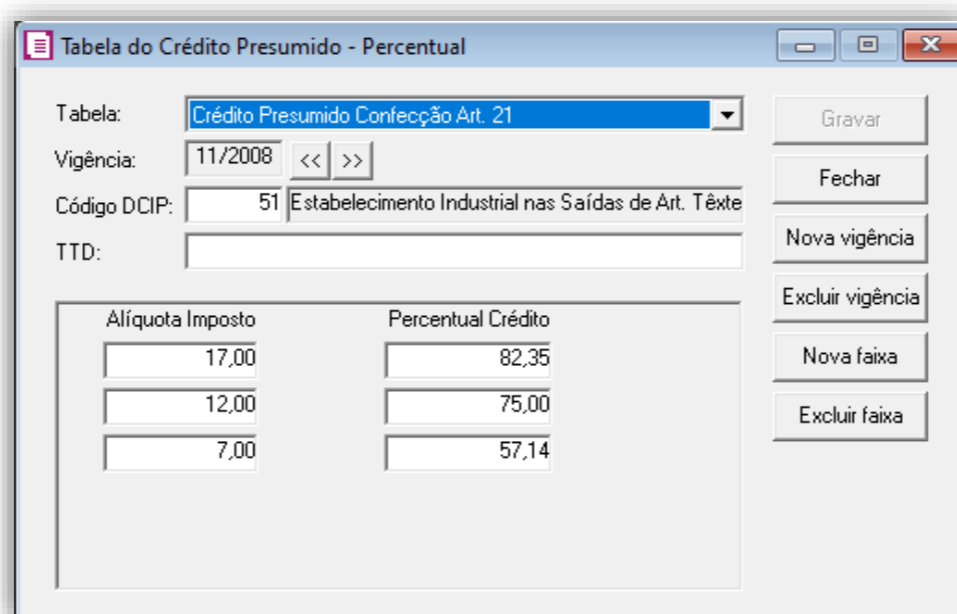 Tabela do Crédito Presumido - Percentual
Tabela: Crédito Presumido Confecção Art. 21
Vigência: 11/2008 << >>
Código DCIP: 51 Estabelecimento Industrial nas Saídas de Art. Têxte
TTD:
Gravar
Fechar
Nova vigência
Excluir vigência
Nova faixa
Excluir faixa
Alíquota Imposto Percentual Crédito
17,00 82,35
12,00 75,00
7,00 57,14